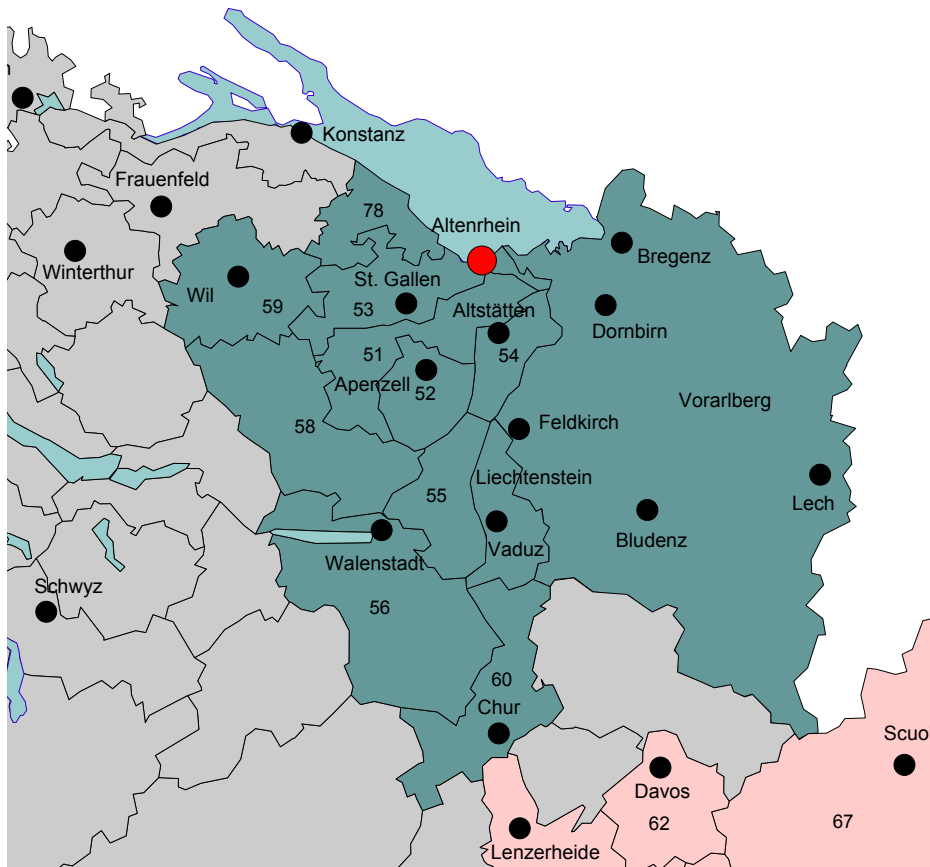 n
Konstanz
Frauenfeld
78
Altenrhein
Winterthur
Bregenz
Wil
59
St. Gallen
53
Altstätten
Dornbirn
51
54
Apenzell
52
Vorarlberg
58
Feldkirch
Liechtenstein
55
Lech
Vaduz
Bludenz
Walenstadt
Schwyz
56
60
Chur
Scuo
Davos
62
67
Lenzerheide